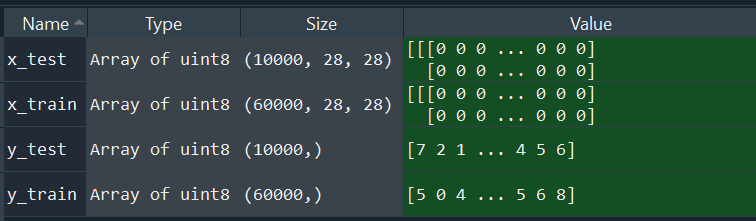 Name Type Size Value
x_test Array of uint8 (10000, 28, 28) [[[0 0 0 ... 0 0 0]
[0 0 0 ... 0 0 0]
x_train Array of uint8 (60000, 28, 28) [[[0 0 0 ... 0 0 0]
[0 0 0 ... 0 0 0]
y_test Array of uint8 (10000,) [7 2 1 ... 4 5 6]
y_train Array of uint8 (60000,) [5 0 4 ... 5 6 8]